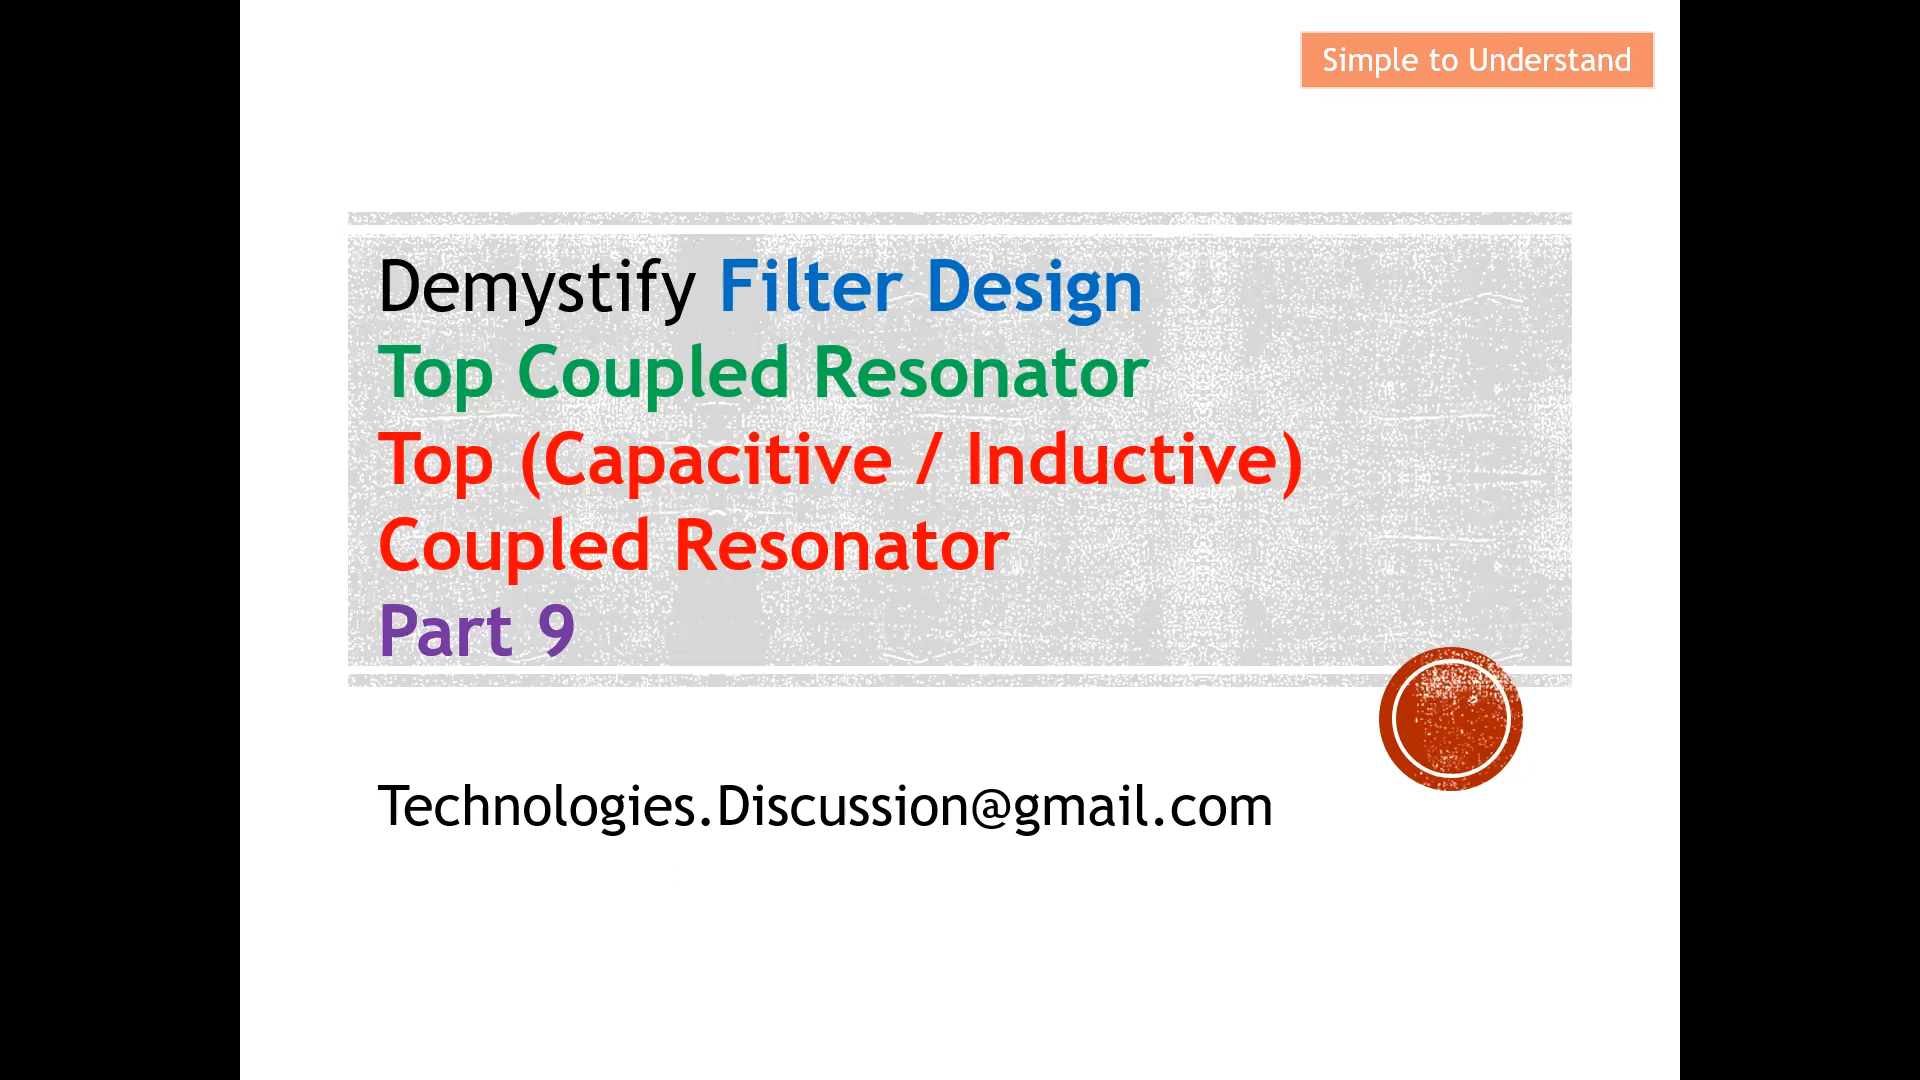 Simple to Understand
Demystify Filter Design
Top Coupled Resonator
Top (Capacitive / Inductive)
Coupled Resonator
Part 9
Technologies.Discussion@gmail.com